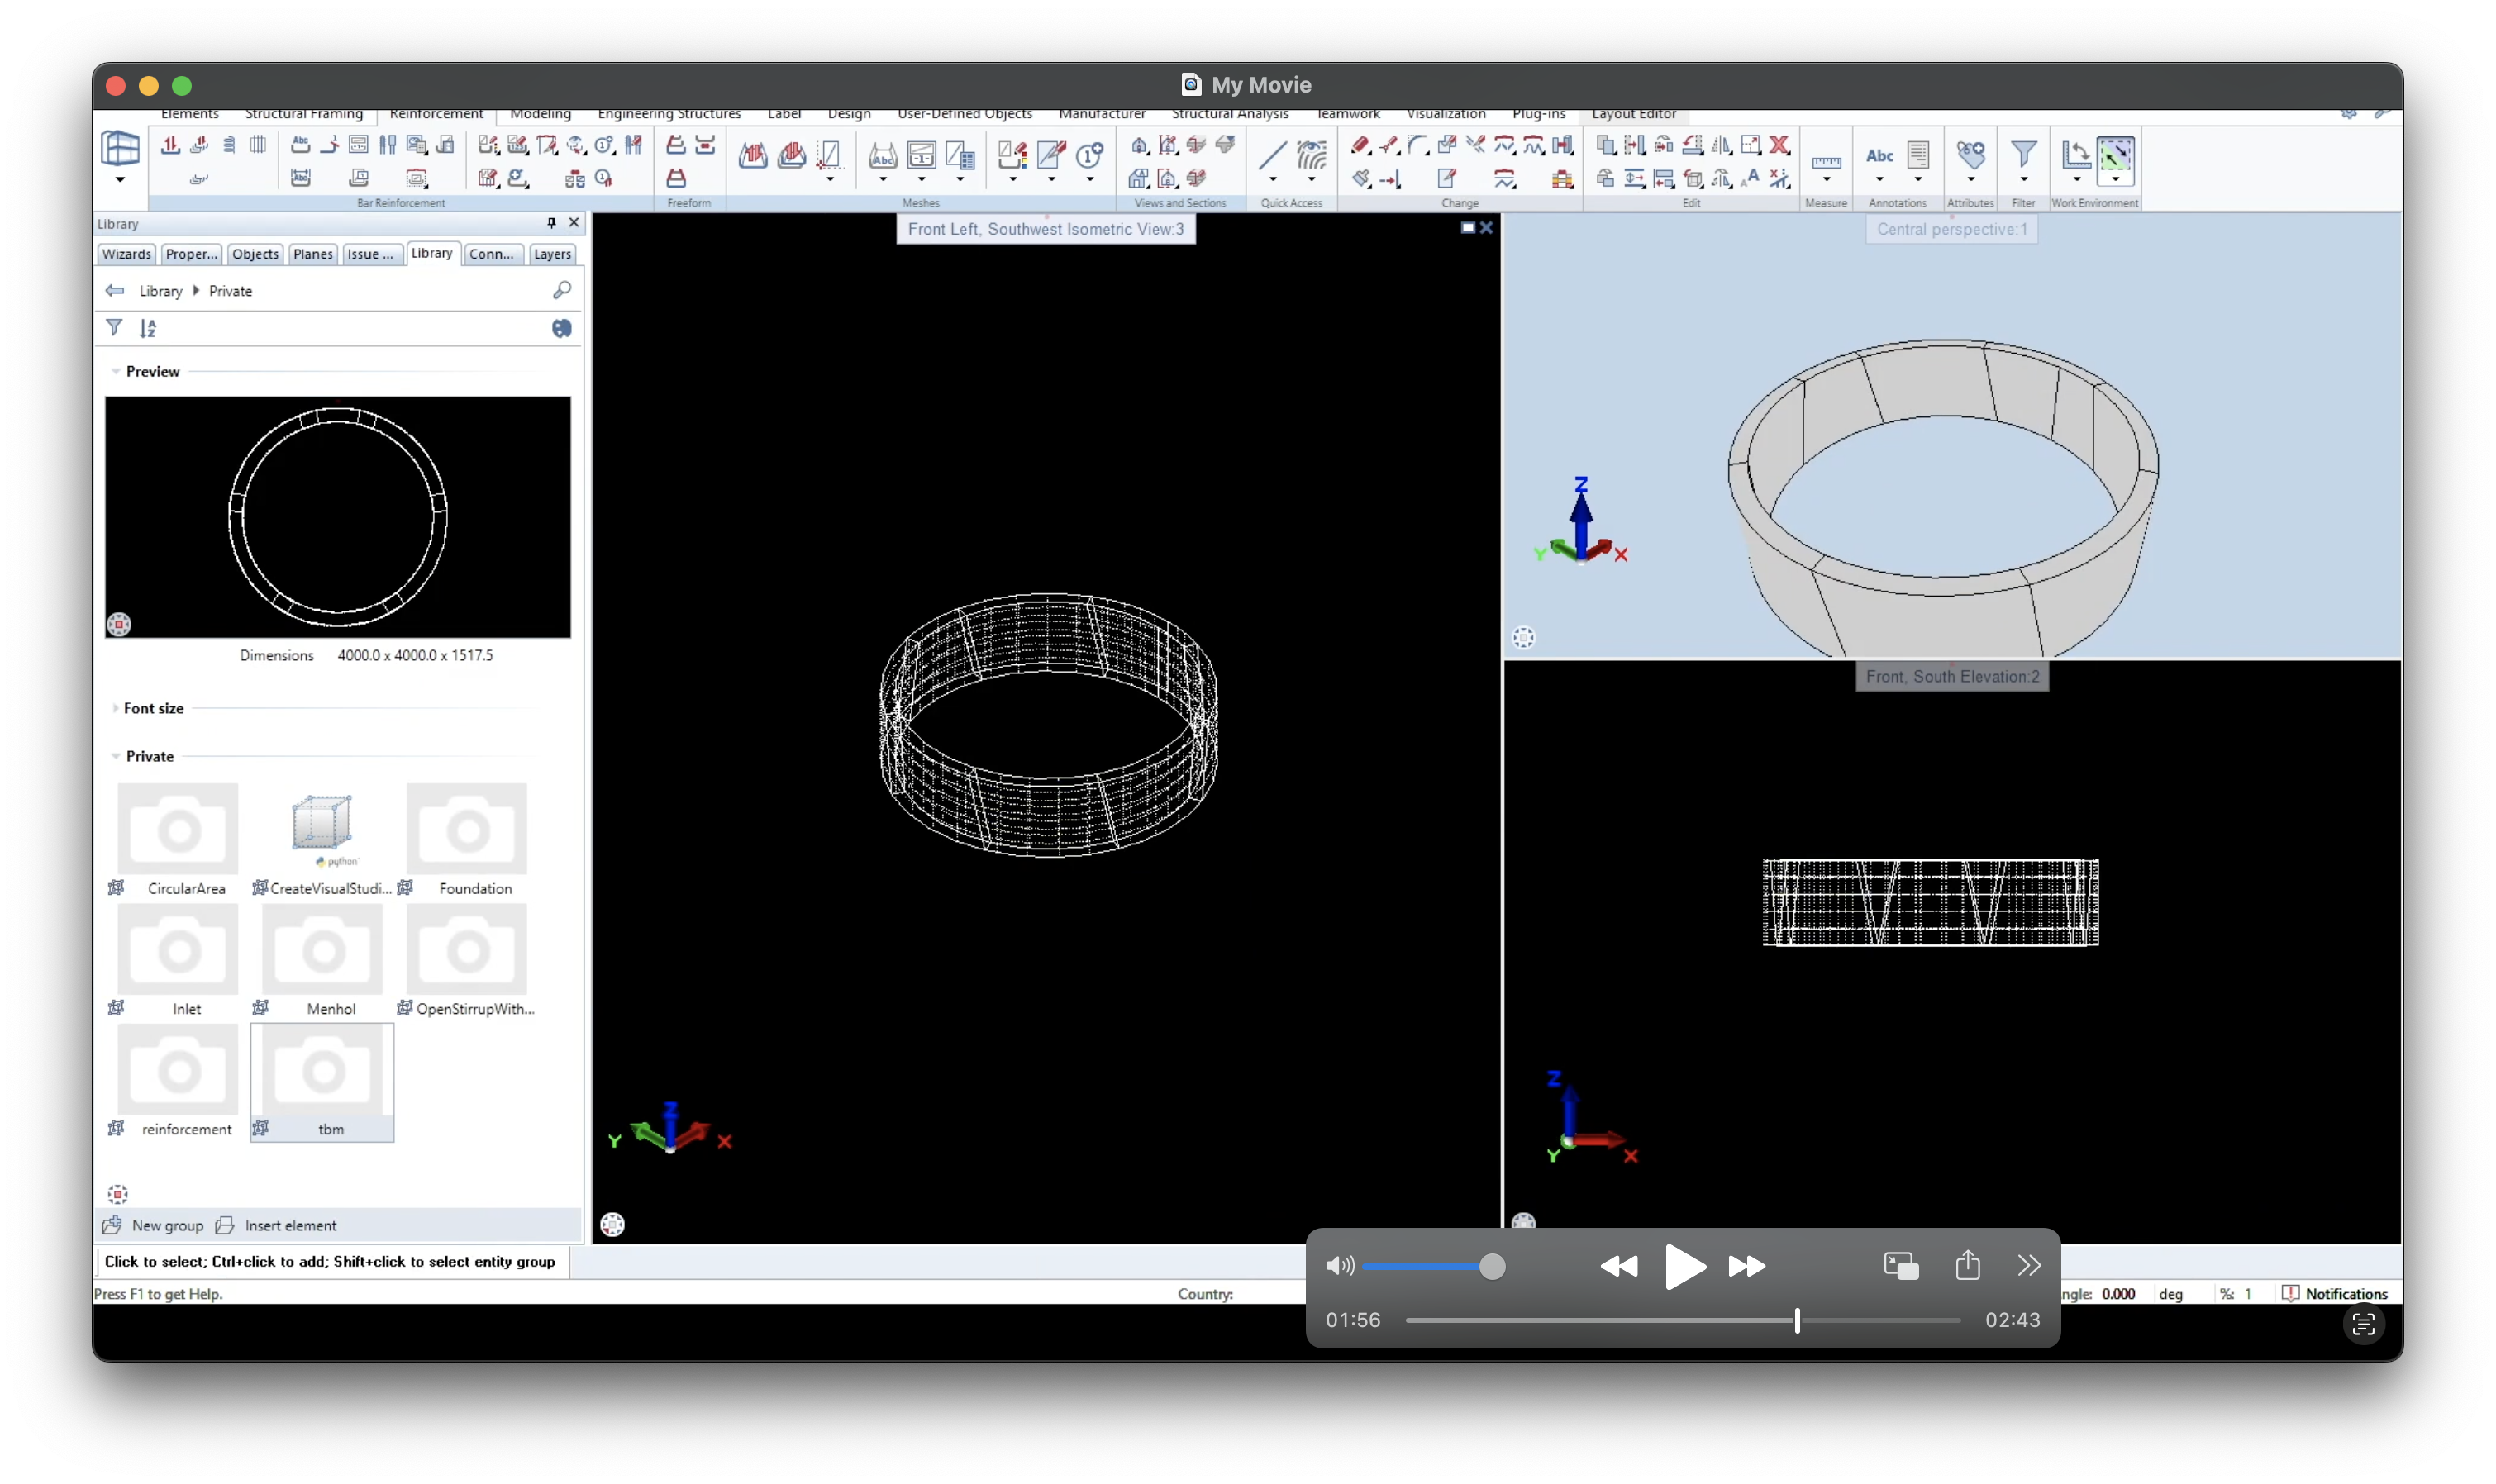 My Movie
Elements Structural Framing Reinforcement Modeling Engineering Structures Label Design User-Defined Objects Manufacturer Structural Analysis Teamwork Visualization Plug-ins Layout Editor
Abc Abc Abc Abc
Bar Reinforcement Freeform Meshes Views and Sections Quick Access Change Edit Measure Annotations Attributes Filter Work Environment
Library
Wizards Proper... Objects Planes Issue ... Library Conn... Layers
Library Private
Preview
Dimensions 4000.0 x 4000.0 x 1517.5
Font size
Private
python
CircularArea CreateVisualStudi... Foundation
Inlet Menhol OpenStirrupWith...
reinforcement tbm
New group Insert element
Click to select; Ctrl+click to add; Shift+click to select entity group
Press F1 to get Help.
Front Left, Southwest Isometric View:3
Z
Y X
Central perspective:1
Z
Y X
Front, South Elevation:2
Z
Y X
Country:
01:56 02:43
ngle: 0.000 deg %: 1 Notifications